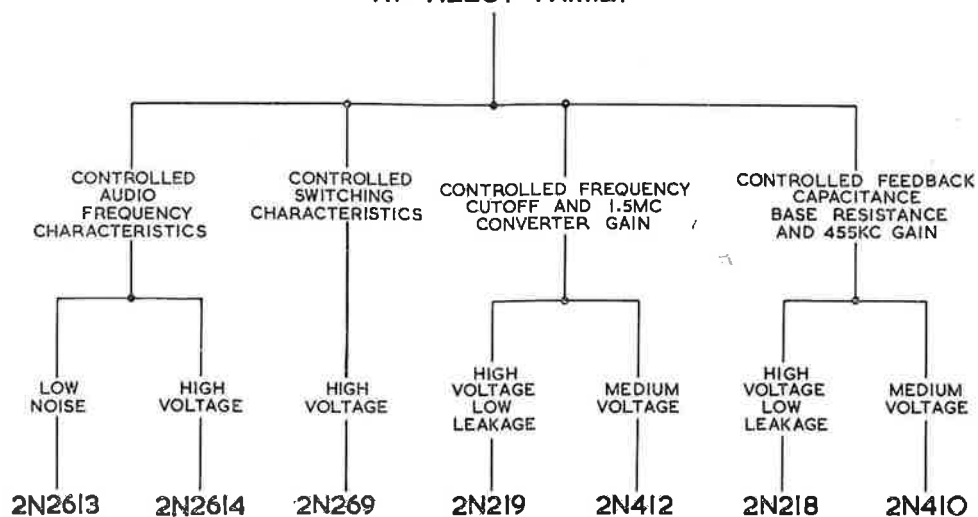 CONTROLLED
AUDIO
FREQUENCY
CHARACTERISTICS
CONTROLLED
SWITCHING
CHARACTERISTICS
CONTROLLED FREQUENCY
CUTOFF AND 1.5MC
CONVERTER GAIN
CONTROLLED FEEDBACK
CAPACITANCE
BASE RESISTANCE
AND 455KC GAIN
LOW
NOISE
HIGH
VOLTAGE
HIGH
VOLTAGE
HIGH
VOLTAGE
LOW
LEAKAGE
MEDIUM
VOLTAGE
HIGH
VOLTAGE
LOW
LEAKAGE
MEDIUM
VOLTAGE
2N2613 2N2614 2N269 2N219 2N412 2N218 2N410